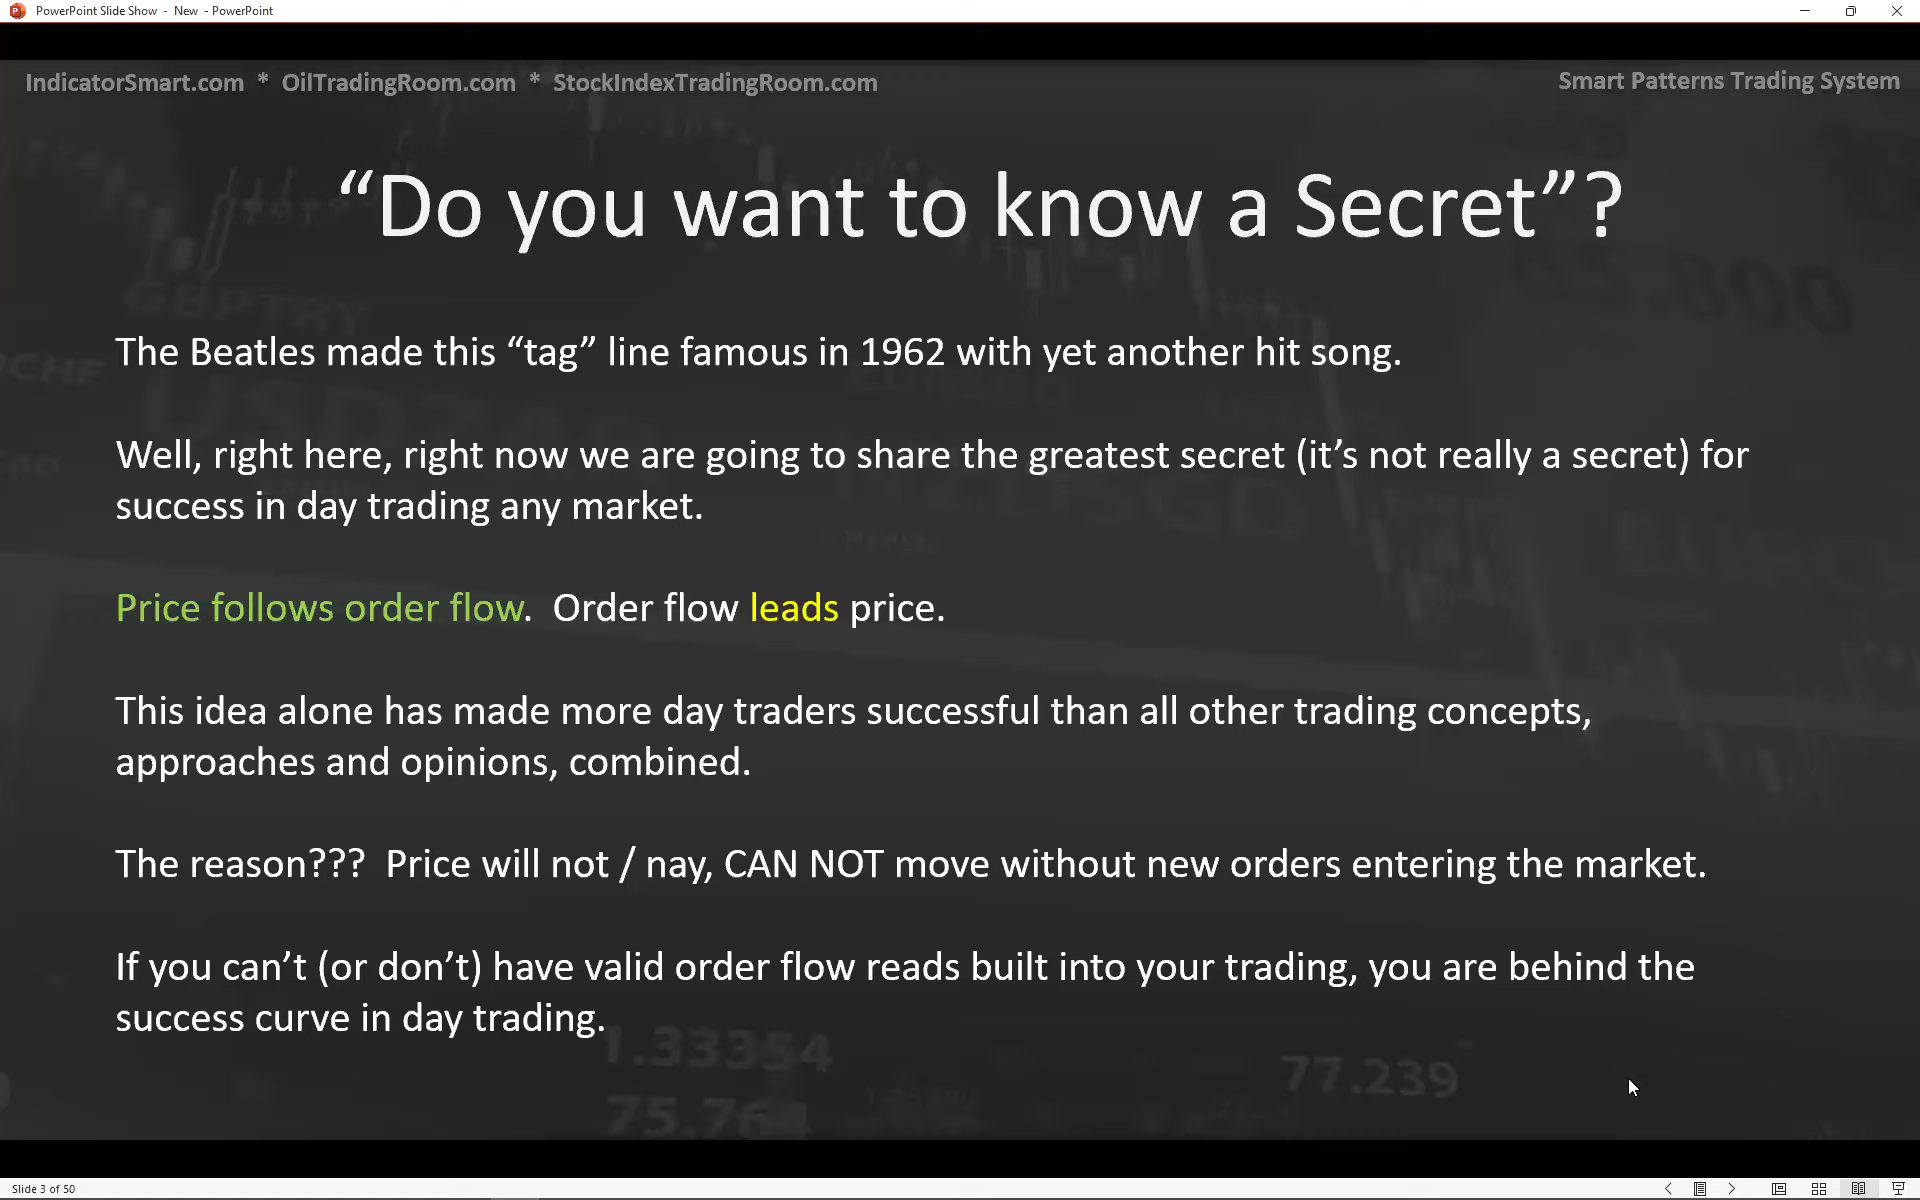 PowerPoint Slide Show - New - PowerPoint
IndicatorSmart.com * OilTradingRoom.com * StockIndexTradingRoom.com
Smart Patterns Trading System
“Do you want to know a Secret”?
The Beatles made this “tag” line famous in 1962 with yet another hit song.
Well, right here, right now we are going to share the greatest secret (it’s not really a secret) for
success in day trading any market.
Price follows order flow. Order flow leads price.
This idea alone has made more day traders successful than all other trading concepts,
approaches and opinions, combined.
The reason??? Price will not / nay, CAN NOT move without new orders entering the market.
If you can’t (or don’t) have valid order flow reads built into your trading, you are behind the
success curve in day trading.
GBPTRY
USDZAR
1.33354
77.239
75.764
Slide 3 of 50